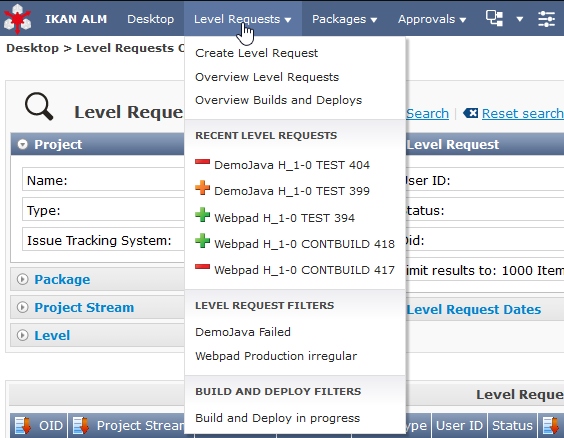 IKAN ALM Desktop Level Requests Packages Approvals
Desktop > Level Requests O
Create Level Request
Overview Level Requests
Overview Builds and Deploys
Level Reque
Search | Reset search
RECENT LEVEL REQUESTS
DemoJava H_1-0 TEST 404
DemoJava H_1-0 TEST 399
Webpad H_1-0 TEST 394
Webpad H_1-0 CONTBUILD 418
Webpad H_1-0 CONTBUILD 417
LEVEL REQUEST FILTERS
DemoJava Failed
Webpad Production irregular
BUILD AND DEPLOY FILTERS
Build and Deploy in progress
Project
Name:
Type:
Issue Tracking System:
Package
Project Stream
Level
Level Request
User ID:
Status:
Oid:
imit results to: 1000 Item
Level Request Dates
Level Reque
OID Project Stream Type User ID Status